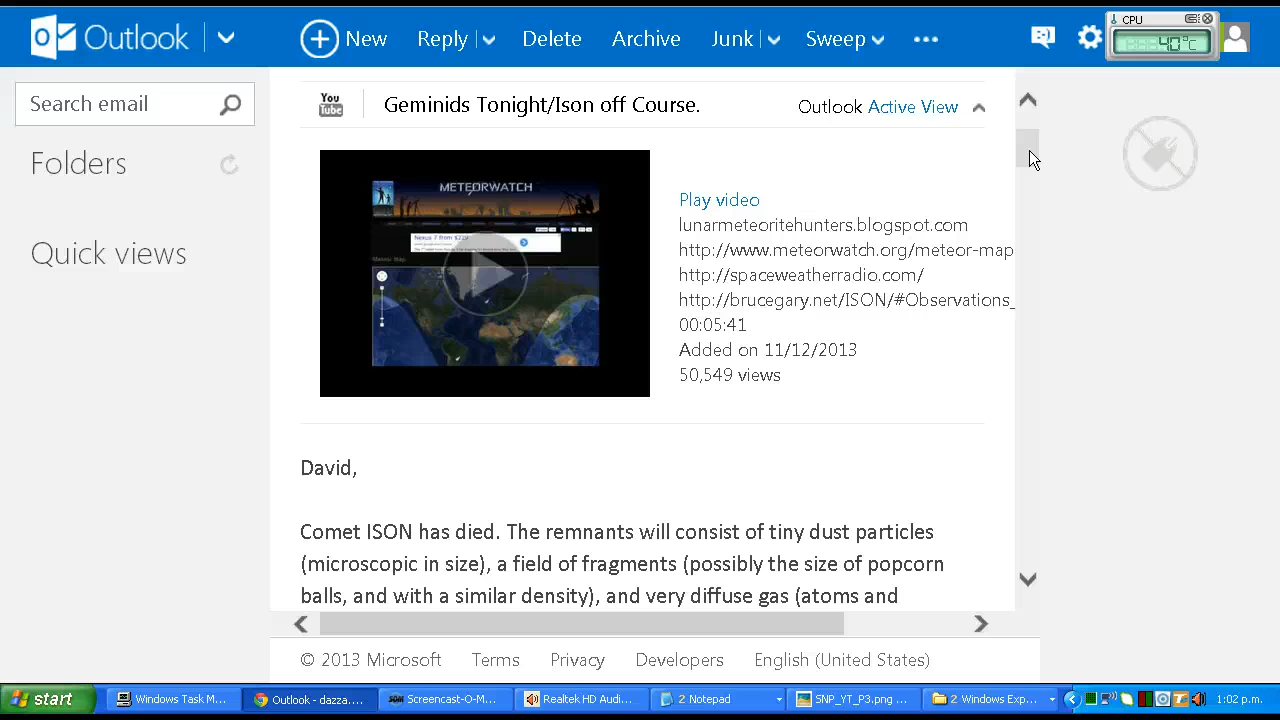 Outlook
New
Reply
Delete
Archive
Junk
Sweep
CPU
40°C
Search email
Folders
Quick views
You Tube
Geminids Tonight/Ison off Course.
Outlook Active View
METEORWATCH
Nexus 7 from $229
Meteor Map
Play video
lunarmeteoritehunters.blogspot.com
http://www.meteorwatch.org/meteor-map
http://spaceweatherradio.com/
http://brucegary.net/ISON/#Observations_
00:05:41
Added on 11/12/2013
50,549 views
David,
Comet ISON has died. The remnants will consist of tiny dust particles
(microscopic in size), a field of fragments (possibly the size of popcorn
balls, and with a similar density), and very diffuse gas (atoms and
© 2013 Microsoft
Terms
Privacy
Developers
English (United States)
start
Windows Task M...
Outlook - dazza....
Screencast-O-M...
Realtek HD Audi...
2 Notepad
SNP_YT_P3.png ...
2 Windows Exp...
1:02 p.m.